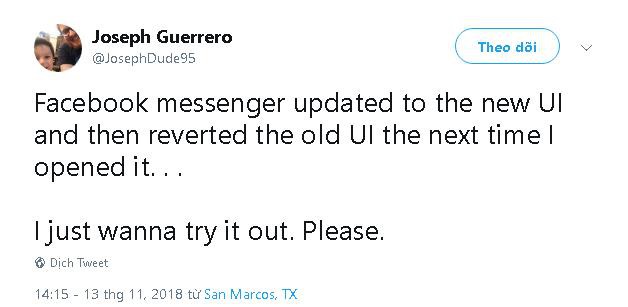 Joseph Guerrero
@JosephDude95
Theo dõi
Facebook messenger updated to the new UI
and then reverted the old UI the next time I
opened it. . .
I just wanna try it out. Please.
Dịch Tweet
14:15 - 13 thg 11, 2018 từ San Marcos, TX